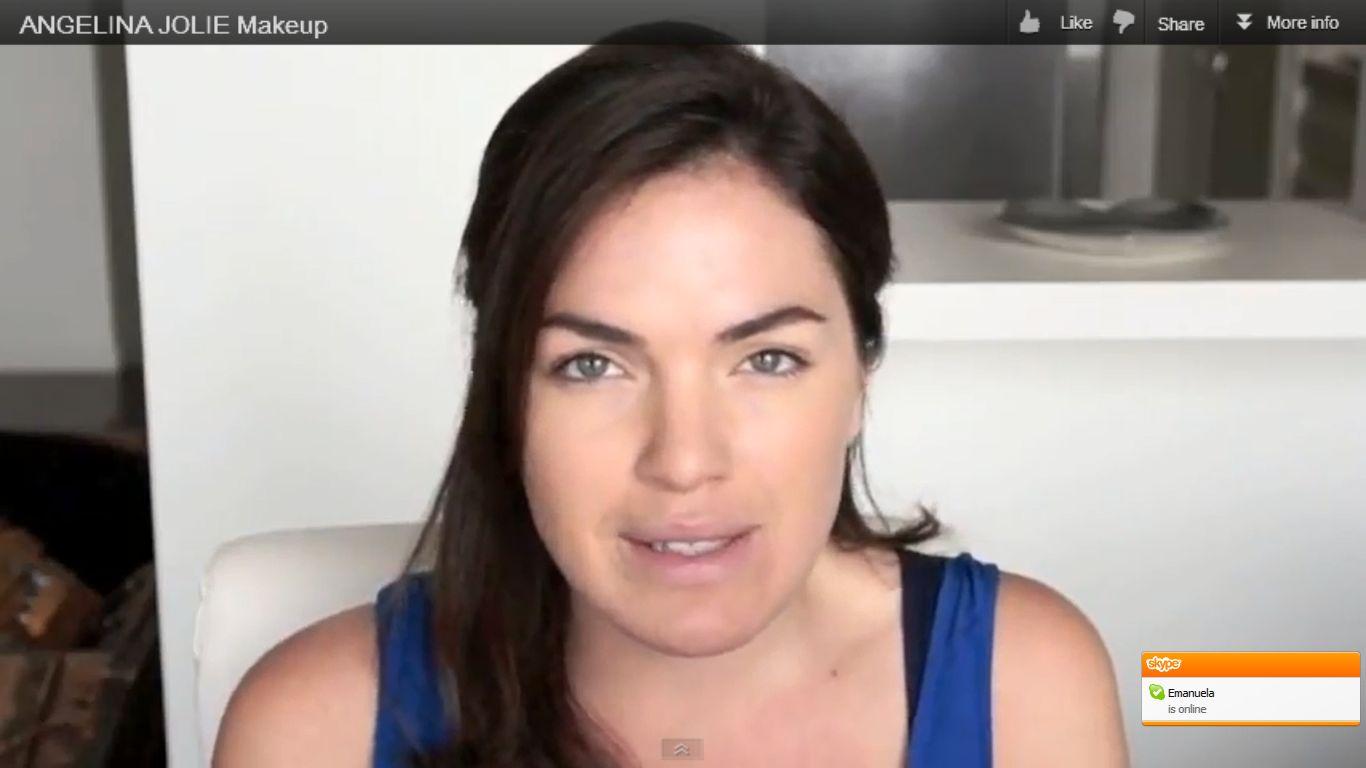 ANGELINA JOLIE Makeup
Like
Share
More info
skype
Emanuela
is online